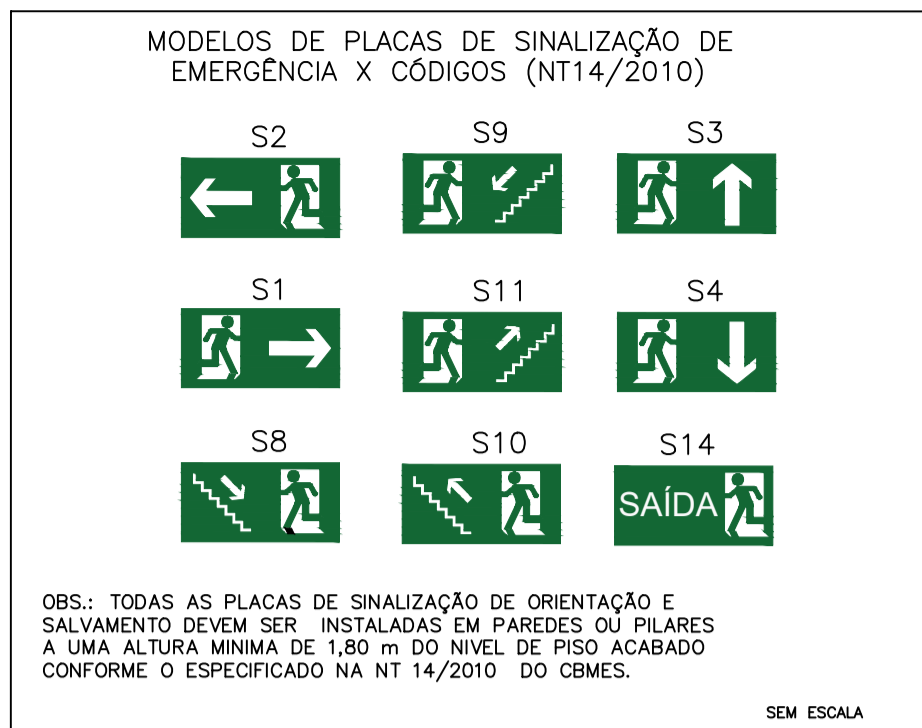 MODELOS DE PLACAS DE SINALIZAÇÃO DE
EMERGÊNCIA X CÓDIGOS (NT14/2010)
S2
S9
S3
S1
S11
S4
S8
S10
S14
SAÍDA
OBS.: TODAS AS PLACAS DE SINALIZAÇÃO DE ORIENTAÇÃO E
SALVAMENTO DEVEM SER INSTALADAS EM PAREDES OU PILARES
A UMA ALTURA MINIMA DE 1,80 m DO NIVEL DE PISO ACABADO
CONFORME O ESPECIFICADO NA NT 14/2010 DO CBMES.
SEM ESCALA